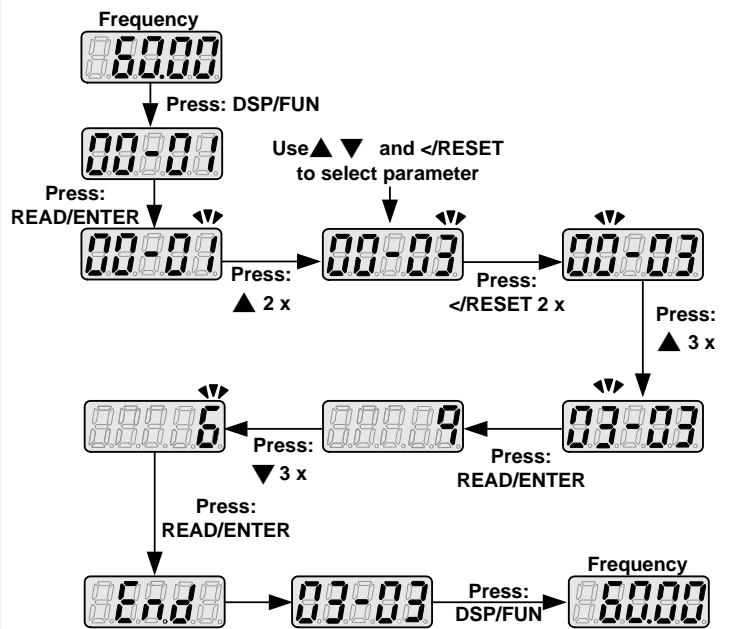 Frequency
60.00
Press: DSP/FUN
00-01
Use▲ ▼ and </RESET
to select parameter
Press:
READ/ENTER
00-01
00-03
00-03
Press:
▲ 2 x
Press:
</RESET 2 x
Press:
▲ 3 x
6
9
03-03
Press:
▼ 3 x
Press:
READ/ENTER
Press:
READ/ENTER
End
03-03
Press:
DSP/FUN
Frequency
60.00